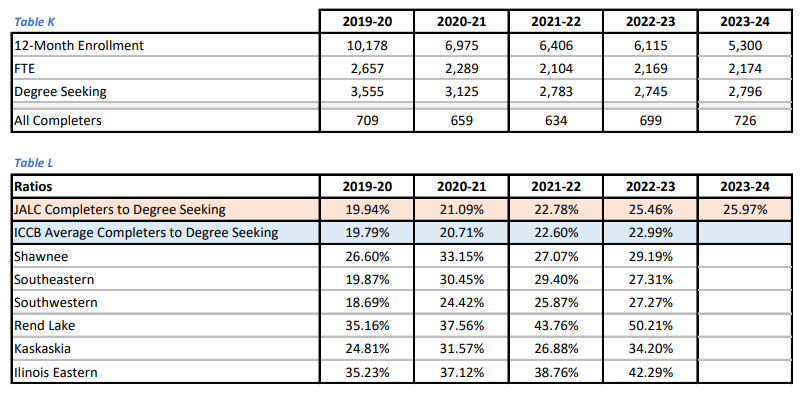 Table K 2019-20 2020-21 2021-22 2022-23 2023-24
12-Month Enrollment 10,178 6,975 6,406 6,115 5,300
FTE 2,657 2,289 2,104 2,169 2,174
Degree Seeking 3,555 3,125 2,783 2,745 2,796
All Completers 709 659 634 699 726
Table L
Ratios 2019-20 2020-21 2021-22 2022-23 2023-24
JALC Completers to Degree Seeking 19.94% 21.09% 22.78% 25.46% 25.97%
ICCB Average Completers to Degree Seeking 19.79% 20.71% 22.60% 22.99%
Shawnee 26.60% 33.15% 27.07% 29.19%
Southeastern 19.87% 30.45% 29.40% 27.31%
Southwestern 18.69% 24.42% 25.87% 27.27%
Rend Lake 35.16% 37.56% 43.76% 50.21%
Kaskaskia 24.81% 31.57% 26.88% 34.20%
Ilinois Eastern 35.23% 37.12% 38.76% 42.29%